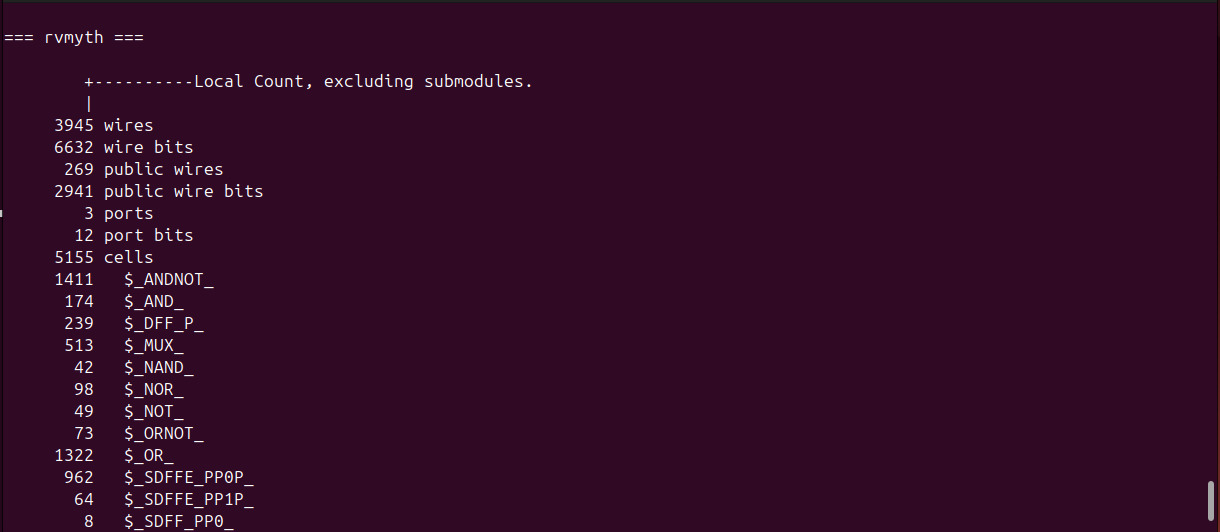 === rvmyth ===
+----------Local Count, excluding submodules.
|
3945 wires
6632 wire bits
269 public wires
2941 public wire bits
3 ports
12 port bits
5155 cells
1411 $_ANDNOT_
174 $_AND_
239 $_DFF_P_
513 $_MUX_
42 $_NAND_
98 $_NOR_
49 $_NOT_
73 $_ORNOT_
1322 $_OR_
962 $_SDFFE_PP0P_
64 $_SDFFE_PP1P_
8 $_SDFF_PP0_